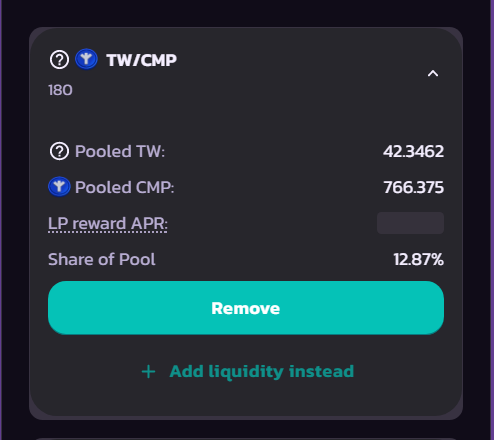 TW/CMP
180
Pooled TW: 42.3462
Pooled CMP: 766.375
LP reward APR:
Share of Pool 12.87%
Remove
+ Add liquidity instead